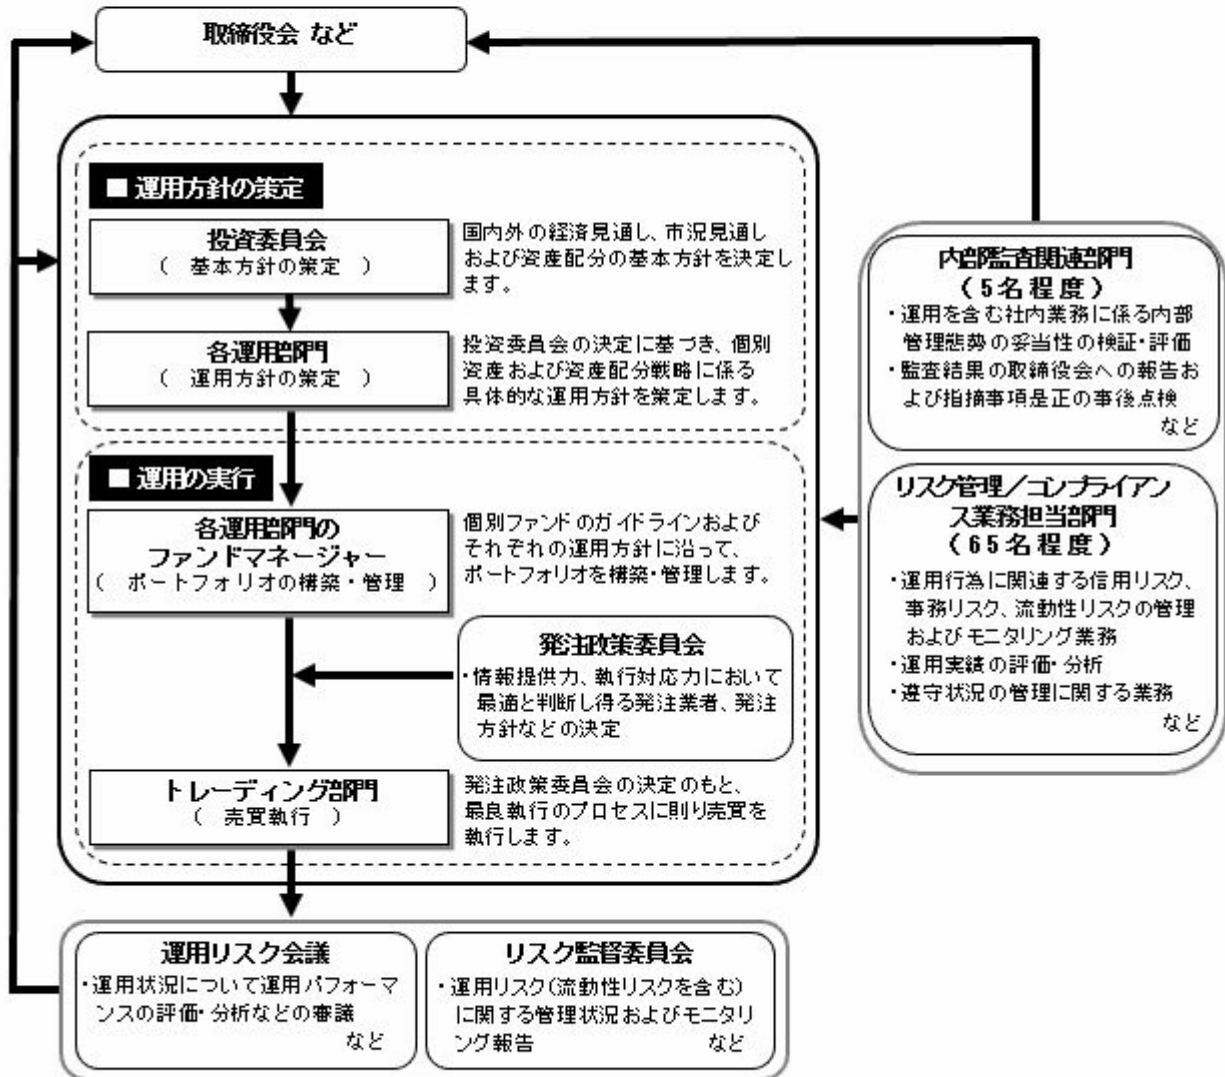 取締役会 など
■ 運用方針の策定
投資委員会
（ 基本方針の策定 ）
国内外の経済見通し、市況見通し
および資産配分の基本方針を決定し
ます。
各運用部門
（ 運用方針の策定 ）
投資委員会の決定に基づき、個別
資産および資産配分戦略に係る
具体的な運用方針を策定します。
■ 運用の実行
各運用部門の
ファンドマネージャー
（ ポートフォリオの構築・管理 ）
個別ファンドのガイドラインおよび
それぞれの運用方針に沿って、
ポートフォリオを構築・管理します。
発注政策委員会
・情報提供力、執行対応力において
最適と判断し得る発注業者、発注
方針などの決定
トレーディング部門
（ 売買執行 ）
発注政策委員会の決定のもと、
最良執行のプロセスに則り売買を
執行します。
内部監査関連部門
（5名程度）
・運用を含む社内業務に係る内部
管理態勢の妥当性の検証・評価
・監査結果の取締役会への報告お
よび指摘事項是正の事後点検
など
リスク管理／コンプライアン
ス業務担当部門
（65名程度）
・運用行為に関連する信用リスク、
事務リスク、流動性リスクの管理
およびモニタリング業務
・運用実績の評価・分析
・遵守状況の管理に関する業務
など
運用リスク会議
・運用状況について運用パフォーマ
ンスの評価・分析などの審議
など
リスク監督委員会
・運用リスク（流動性リスクを含む）
に関する管理状況およびモニタリ
ング報告 など